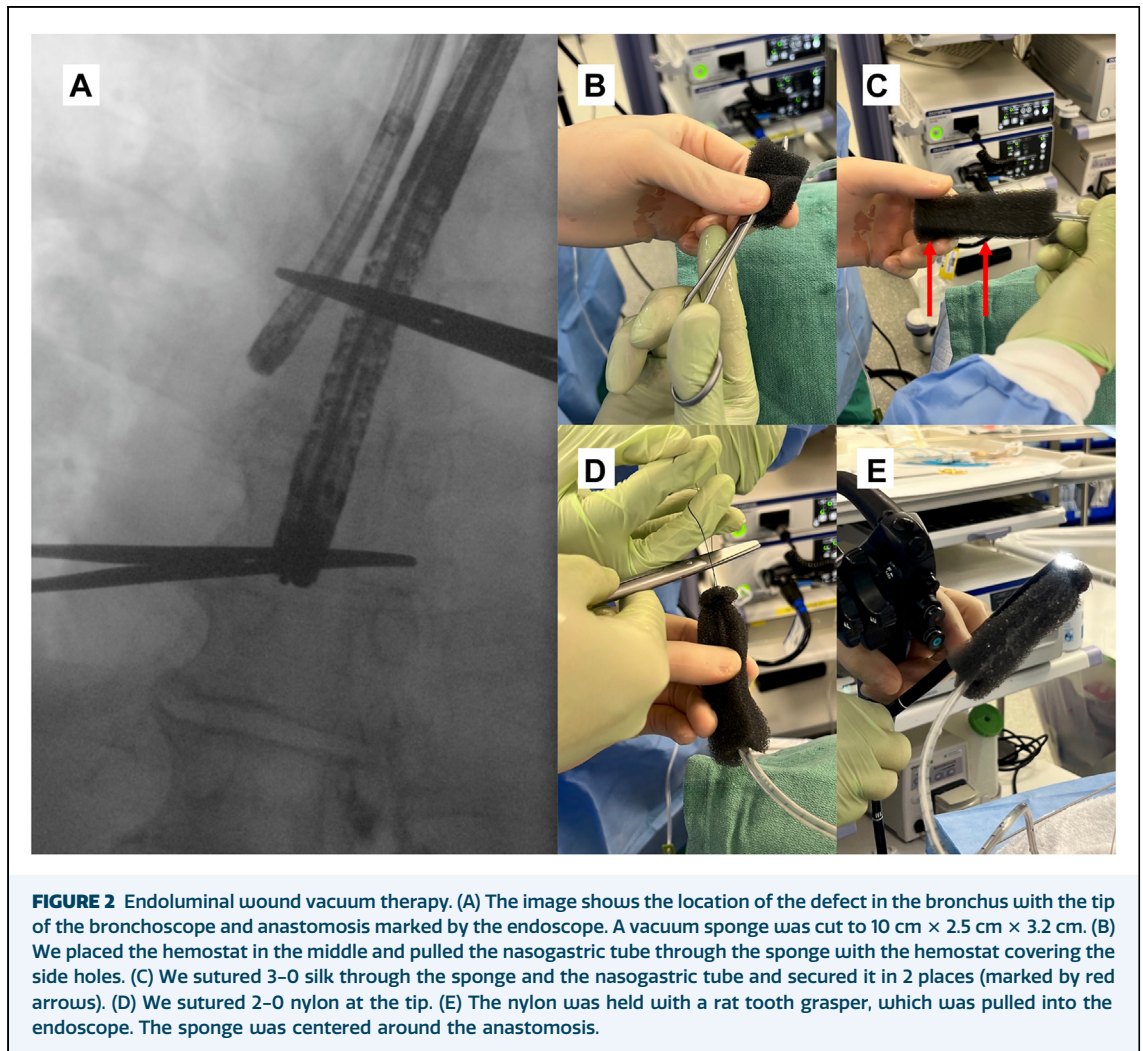 A
B
C
D
E
FIGURE 2 Endoluminal wound vacuum therapy. (A) The image shows the location of the defect in the bronchus with the tip
of the bronchoscope and anastomosis marked by the endoscope. A vacuum sponge was cut to 10 cm × 2.5 cm × 3.2 cm. (B)
We placed the hemostat in the middle and pulled the nasogastric tube through the sponge with the hemostat covering the
side holes. (C) We sutured 3-0 silk through the sponge and the nasogastric tube and secured it in 2 places (marked by red
arrows). (D) We sutured 2-0 nylon at the tip. (E) The nylon was held with a rat tooth grasper, which was pulled into the
endoscope. The sponge was centered around the anastomosis.